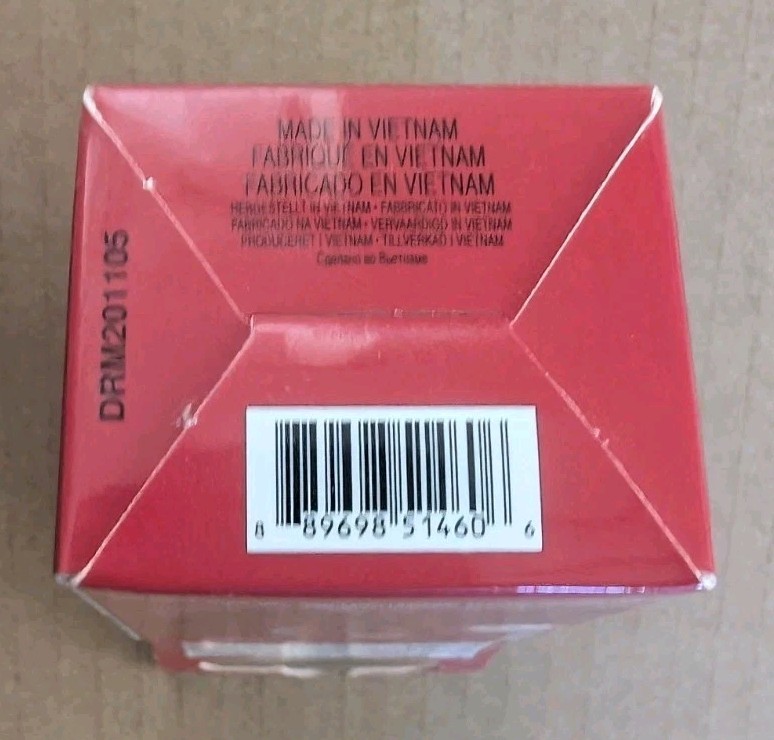 MADE IN VIETNAM
FABRIQUÉ EN VIETNAM
FABRICADO EN VIETNAM
HERGESTELLT IN VIETNAM • FABBRICATO IN VIETNAM
FABRICADO NA VIETNAM • VERVAARDIGD IN VIETNAM
PRODUCERET I VIETNAM • TILLVERKAD I VIETNAM
Сделано во Вьетнаме
DRM201105
8 89698 51460 6